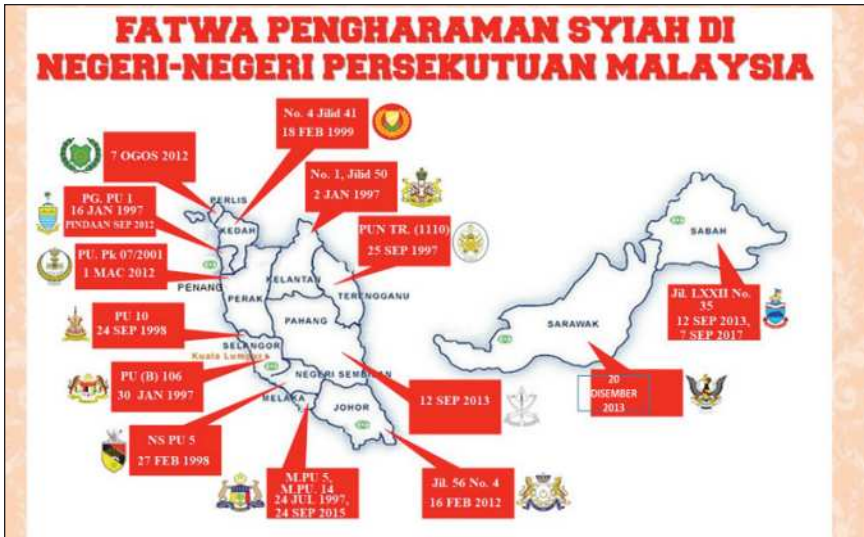 FATWA PENGHARAMAN SYIAH DI
NEGERI-NEGERI PERSEKUTUAN MALAYSIA
No. 4 Jilid 41
18 FEB 1999
7 OGOS 2012
No. 1, Jilid 50
2 JAN 1997
PG. PU 1
16 JAN 1997
PINDAAN SEP 2012
PUN TR. (1110)
25 SEP 1997
PU. Pk 07/2001
1 MAC 2012
PU 10
24 SEP 1998
PU (B) 106
30 JAN 1997
NS PU 5
27 FEB 1998
M.PU 5,
M.PU. 14
24 JUL 1997,
24 SEP 2015
Jil. 56 No. 4
16 FEB 2012
12 SEP 2013
20
DISEMBER
2013
Jil. LXXII No.
35
12 SEP 2013,
7 SEP 2017
PERLIS
KEDAH
PENANG
PERAK
KELANTAN
TERENGGANU
PAHANG
SELANGOR
Kuala Lumpur
NEGERI SEMBILAN
MELAKA
JOHOR
SARAWAK
SABAH